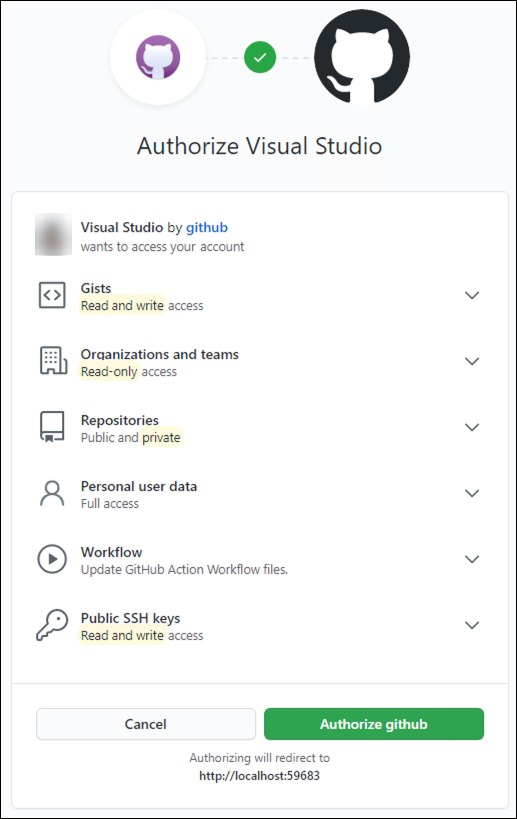 Authorize Visual Studio
Visual Studio by github
wants to access your account
Gists
Read and write access
Organizations and teams
Read-only access
Repositories
Public and private
Personal user data
Full access
Workflow
Update GitHub Action Workflow files.
Public SSH keys
Read and write access
Cancel
Authorize github
Authorizing will redirect to
http://localhost:59683